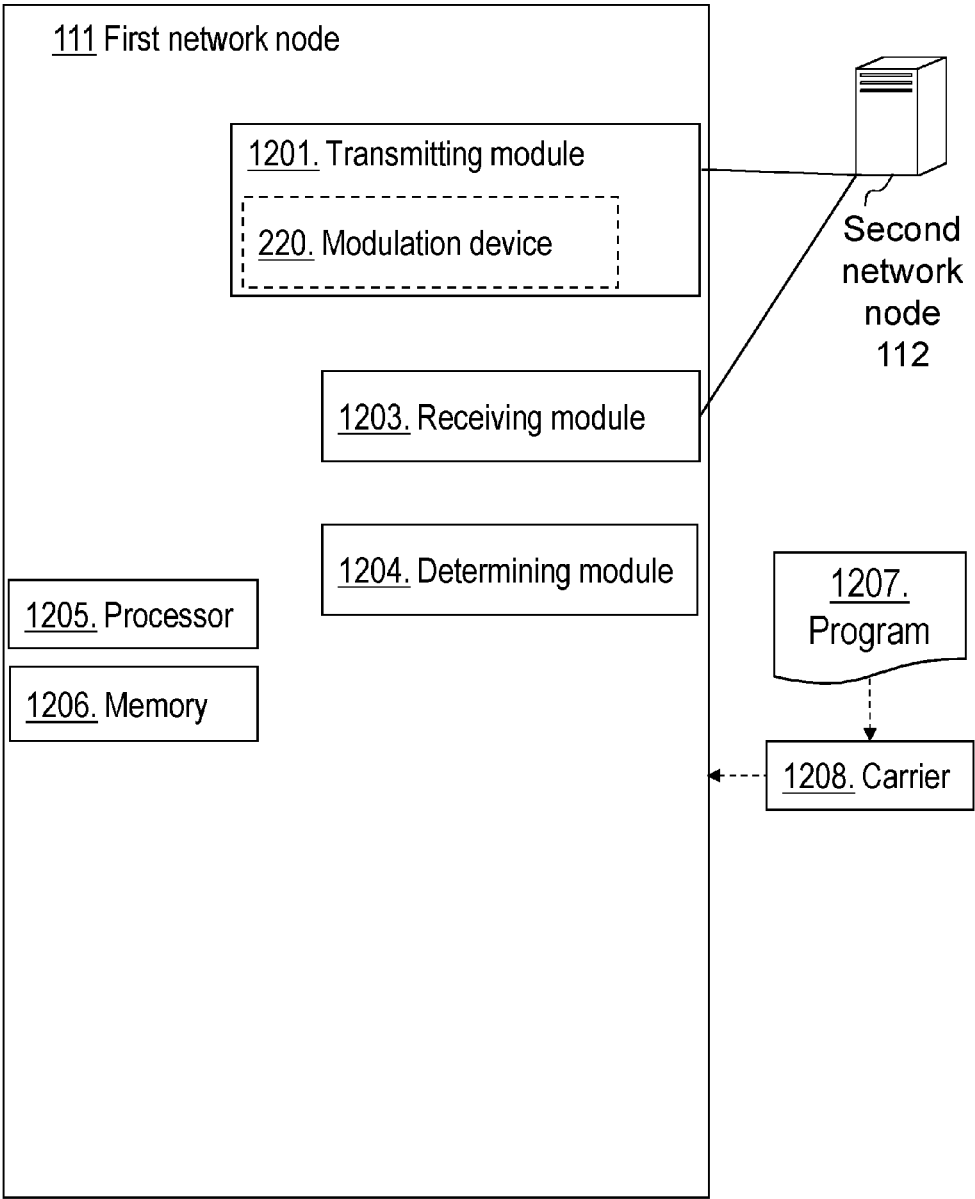 111 First network node
1201. Transmitting module
220. Modulation device
Second
network
node
112
1203. Receiving module
1204. Determining module
1205. Processor
1206. Memory
1207.
Program
1208. Carrier